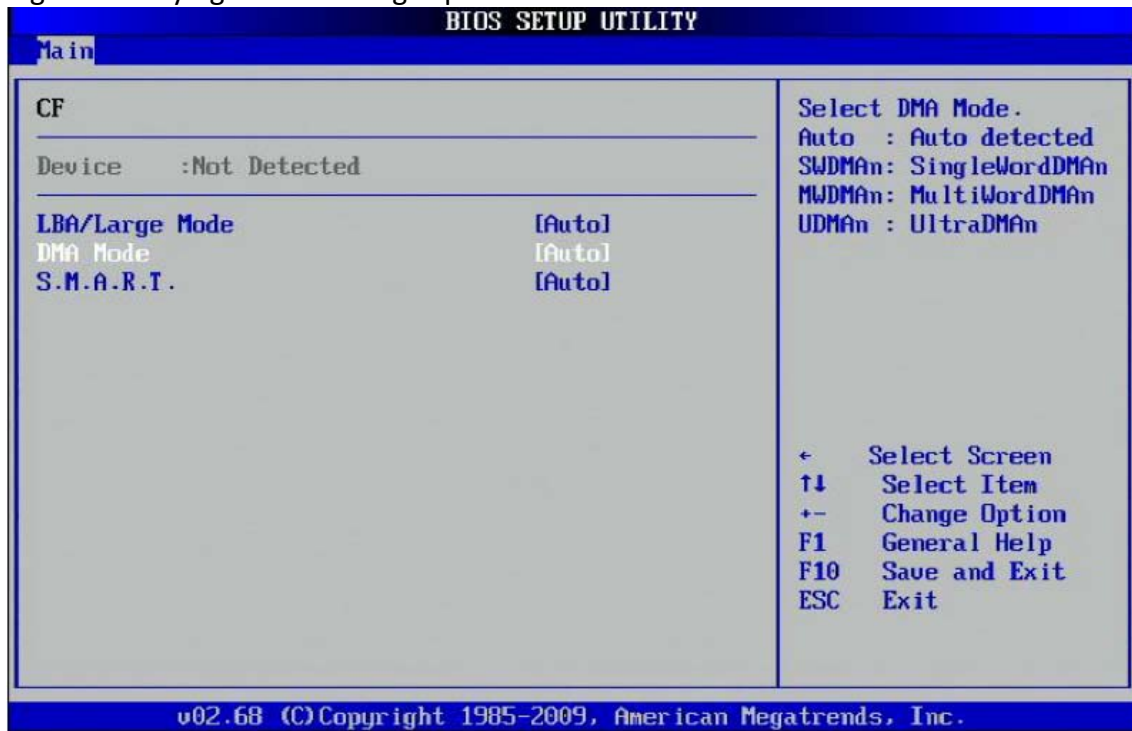 BIOS SETUP UTILITY
Main
CF
Device :Not Detected
LBA/Large Mode [Auto]
DMA Mode [Auto]
S.M.A.R.T. [Auto]
Select DMA Mode.
Auto : Auto detected
SWDMAn: SingleWordDMAn
MWDMAn: MultiWordDMAn
UDMAn : UltraDMAn
← Select Screen
↑↓ Select Item
+- Change Option
F1 General Help
F10 Save and Exit
ESC Exit
v02.68 (C)Copyright 1985-2009, American Megatrends, Inc.